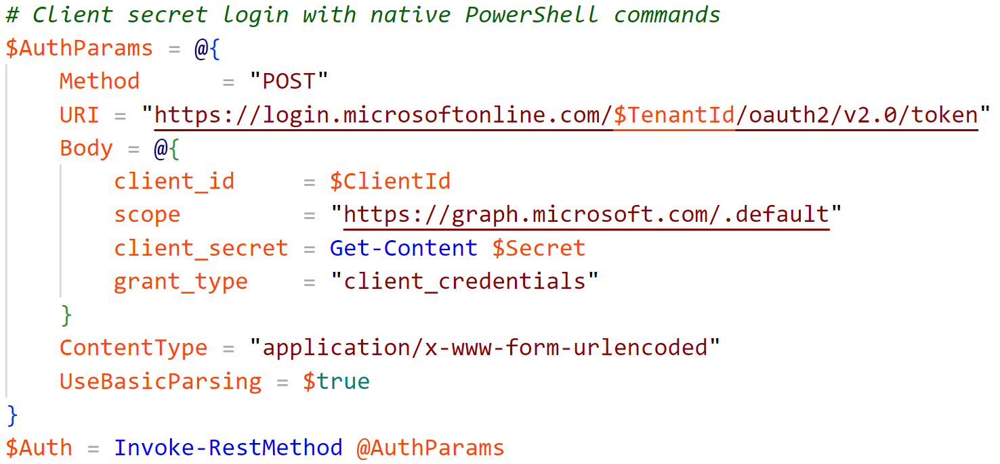 # Client secret login with native PowerShell commands
$AuthParams = @{
    Method      = "POST"
    URI = "https://login.microsoftonline.com/$TenantId/oauth2/v2.0/token"
    Body = @{
        client_id     = $ClientId
        scope         = "https://graph.microsoft.com/.default"
        client_secret = Get-Content $Secret
        grant_type    = "client_credentials"
    }
    ContentType = "application/x-www-form-urlencoded"
    UseBasicParsing = $true
}
$Auth = Invoke-RestMethod @AuthParams